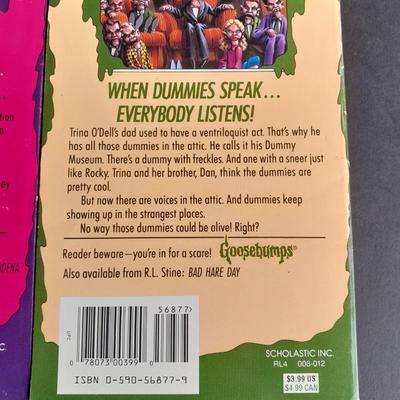 WHEN DUMMIES SPEAK...
EVERYBODY LISTENS!
Trina O'Dell's dad used to have a ventriloquist act. That's why he
has all those dummies in the attic. He calls it his Dummy
Museum. There's a dummy with freckles. And one with a sneer just
like Rocky. Trina and her brother, Dan, think the dummies are
pretty cool.
But now there are voices in the attic. And dummies keep
showing up in the strangest places.
No way those dummies could be alive! Right?
Reader beware—you're in for a scare! Goosebumps®
Also available from R.L. Stine: BAD HARE DAY
56877>
0 78073 00399 0
ISBN 0-590-56877-9
SCHOLASTIC INC.
RL4 008-012
$3.99 US
$4.99 CAN